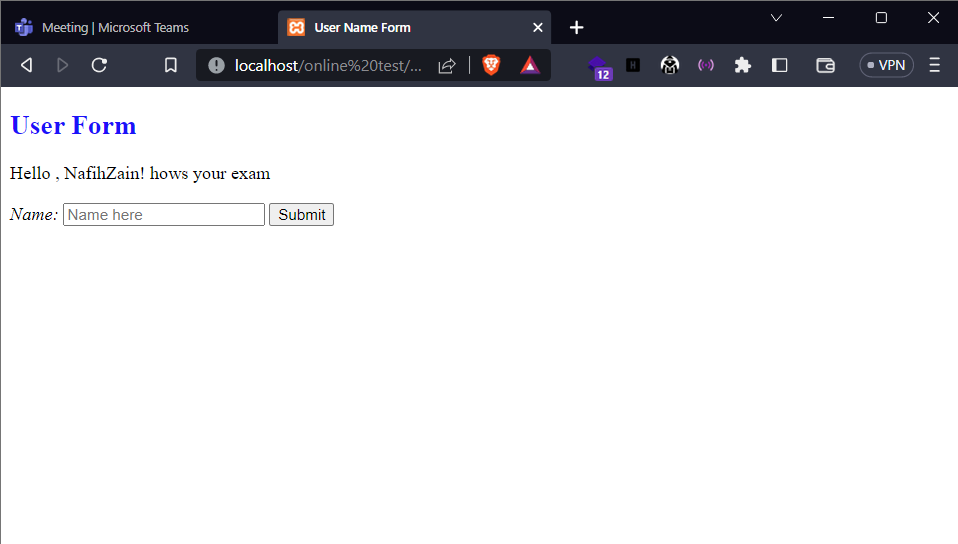 Meeting | Microsoft Teams
User Name Form
localhost/online%20test/...
12
H
VPN
User Form
Hello , NafihZain! hows your exam
Name: Name here Submit